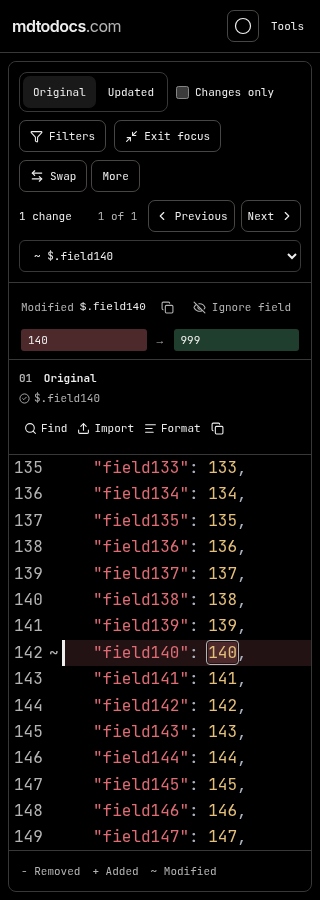 mdtodocs.com Tools
Original Updated Changes only
Filters Exit focus
Swap More
1 change 1 of 1 Previous Next
~ $.field140
Modified $.field140 Ignore field
140 → 999
01 Original
$.field140
Find Import Format
135 "field133": 133,
136 "field134": 134,
137 "field135": 135,
138 "field136": 136,
139 "field137": 137,
140 "field138": 138,
141 "field139": 139,
142 ~ "field140": 140,
143 "field141": 141,
144 "field142": 142,
145 "field143": 143,
146 "field144": 144,
147 "field145": 145,
148 "field146": 146,
149 "field147": 147,
- Removed + Added ~ Modified